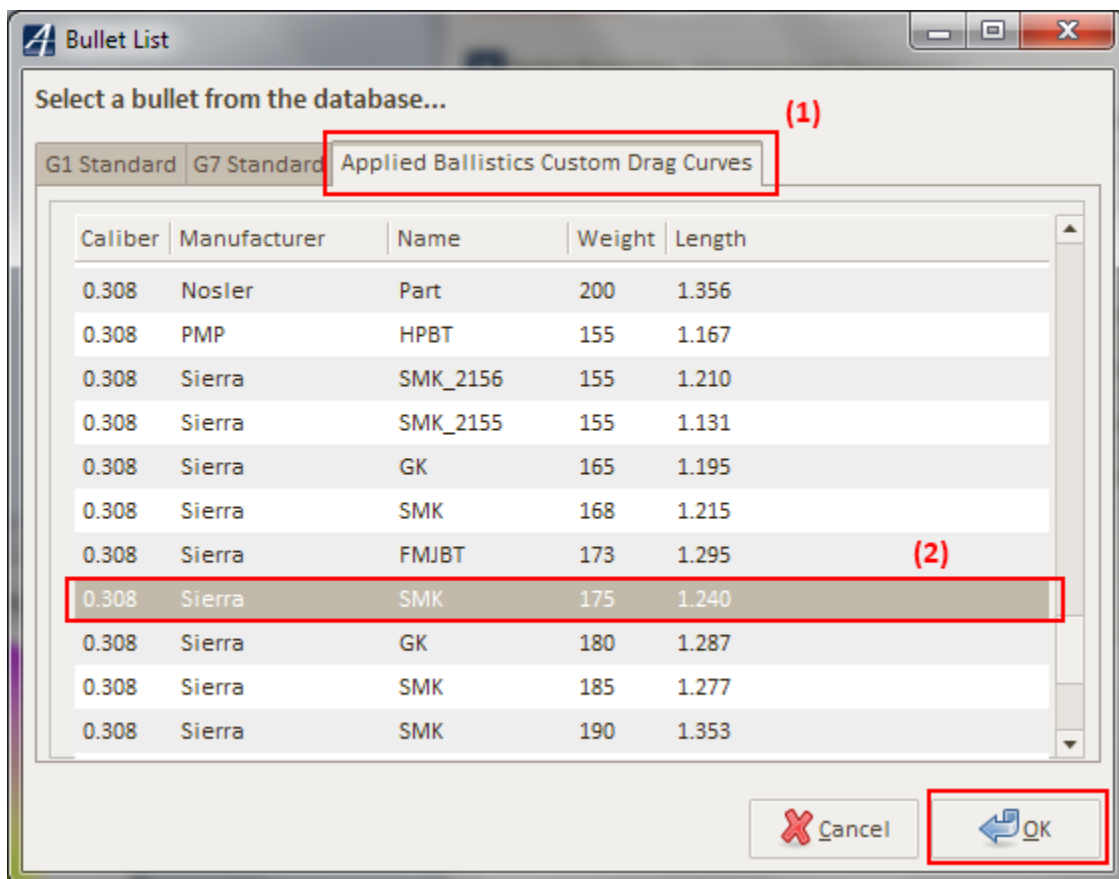 Bullet List
Select a bullet from the database...
(1)
G1 Standard G7 Standard Applied Ballistics Custom Drag Curves
Caliber Manufacturer Name Weight Length
0.308 Nosler Part 200 1.356
0.308 PMP HPBT 155 1.167
0.308 Sierra SMK_2156 155 1.210
0.308 Sierra SMK_2155 155 1.131
0.308 Sierra GK 165 1.195
0.308 Sierra SMK 168 1.215
0.308 Sierra FMJBT 173 1.295
(2)
0.308 Sierra SMK 175 1.240
0.308 Sierra GK 180 1.287
0.308 Sierra SMK 185 1.277
0.308 Sierra SMK 190 1.353
Cancel OK